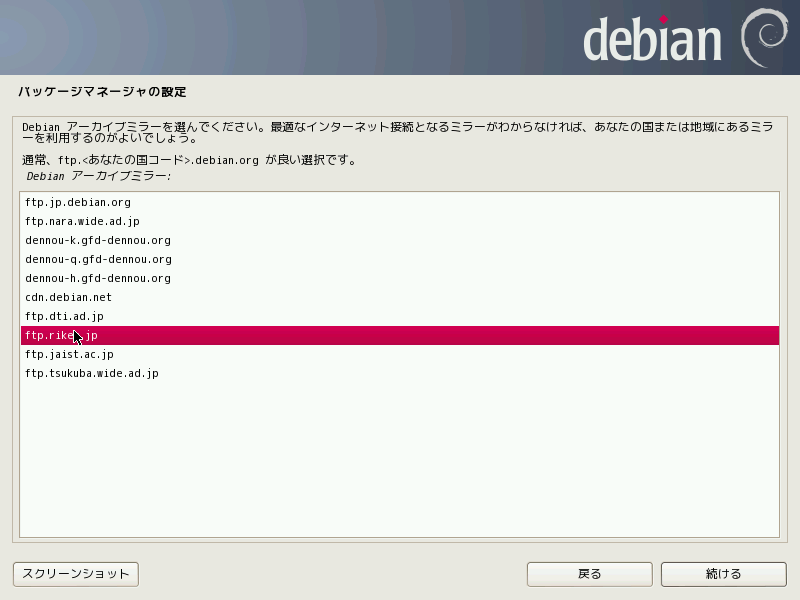 debian
パッケージマネージャの設定
Debian アーカイブミラーを選んでください。最適なインターネット接続となるミラーがわからなければ、あなたの国または地域にあるミラ
ーを利用するのがよいでしょう。
通常、ftp.<あなたの国コード>.debian.org が良い選択です。
Debian アーカイブミラー:
ftp.jp.debian.org
ftp.nara.wide.ad.jp
dennou-k.gfd-dennou.org
dennou-q.gfd-dennou.org
dennou-h.gfd-dennou.org
cdn.debian.net
ftp.dti.ad.jp
ftp.jaist.ac.jp
ftp.tsukuba.wide.ad.jp
スクリーンショット
戻る
続ける